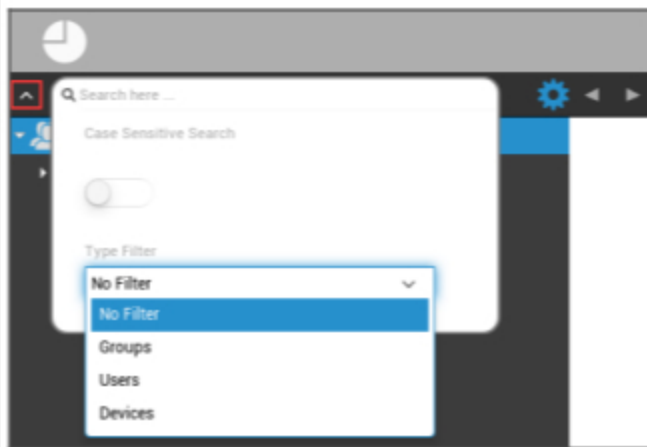 Search here ...
Case Sensitive Search
Type Filter
No Filter
No Filter
Groups
Users
Devices